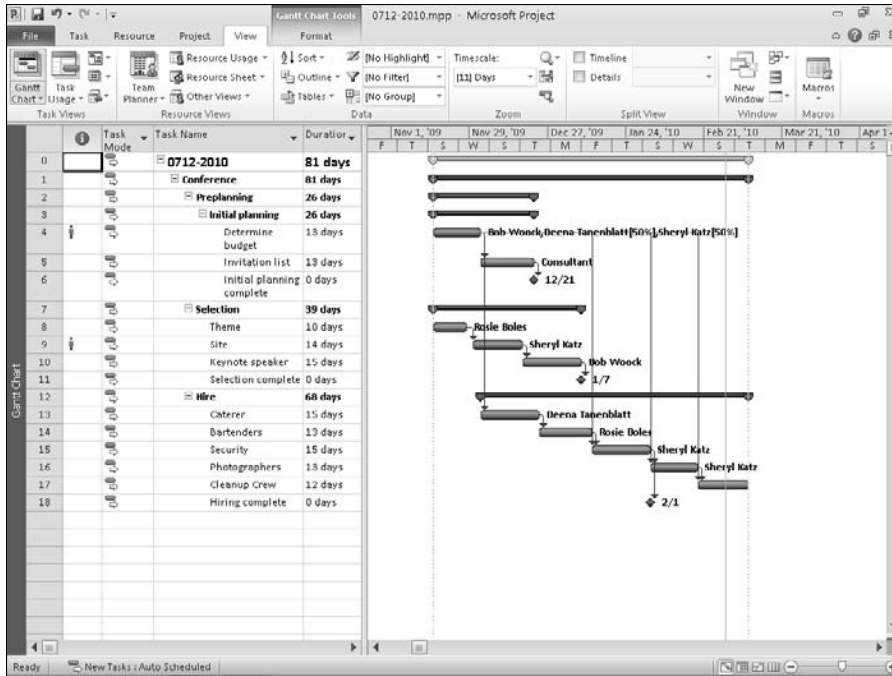 0712-2010.mpp - Microsoft Project
Gantt Chart Tools
File Task Resource Project View Format
Gantt Chart
Task Usage
Team Planner
Resource Usage
Resource Sheet
Other Views
Sort
Outline
Tables
[No Highlight]
[No Filter]
[No Group]
Timescale:
[11] Days
Timeline
Details
New Window
Macros
Task Views Resource Views Data Zoom Split View Window Macros
Task Mode Task Name Duration
Nov 1, '09 Nov 29, '09 Dec 27, '09 Jan 24, '10 Feb 21, '10 Mar 21, '10 Apr 1
F T S W S T M F T S W S T M F T S
0 0712-2010 81 days
1 Conference 81 days
2 Preplanning 26 days
3 Initial planning 26 days
4 Determine budget 13 days Bob Woock,Deena Tanenblatt[50%],Sheryl Katz[50%]
5 Invitation list 13 days Consultant
6 Initial planning complete 0 days 12/21
7 Selection 39 days
8 Theme 10 days Rosie Boles
9 Site 14 days Sheryl Katz
10 Keynote speaker 15 days Bob Woock
11 Selection complete 0 days 1/7
12 Hire 68 days
13 Caterer 15 days Deena Tanenblatt
14 Bartenders 13 days Rosie Boles
15 Security 15 days Sheryl Katz
16 Photographers 13 days Sheryl Katz
17 Cleanup Crew 12 days
18 Hiring complete 0 days 2/1
Gantt Chart
Ready New Tasks : Auto Scheduled